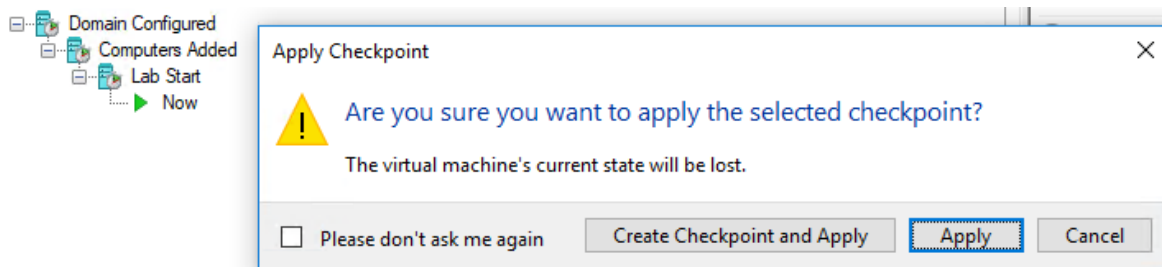 Domain Configured
Computers Added
Lab Start
Now
Apply Checkpoint
Are you sure you want to apply the selected checkpoint?
The virtual machine's current state will be lost.
Please don't ask me again
Create Checkpoint and Apply
Apply
Cancel